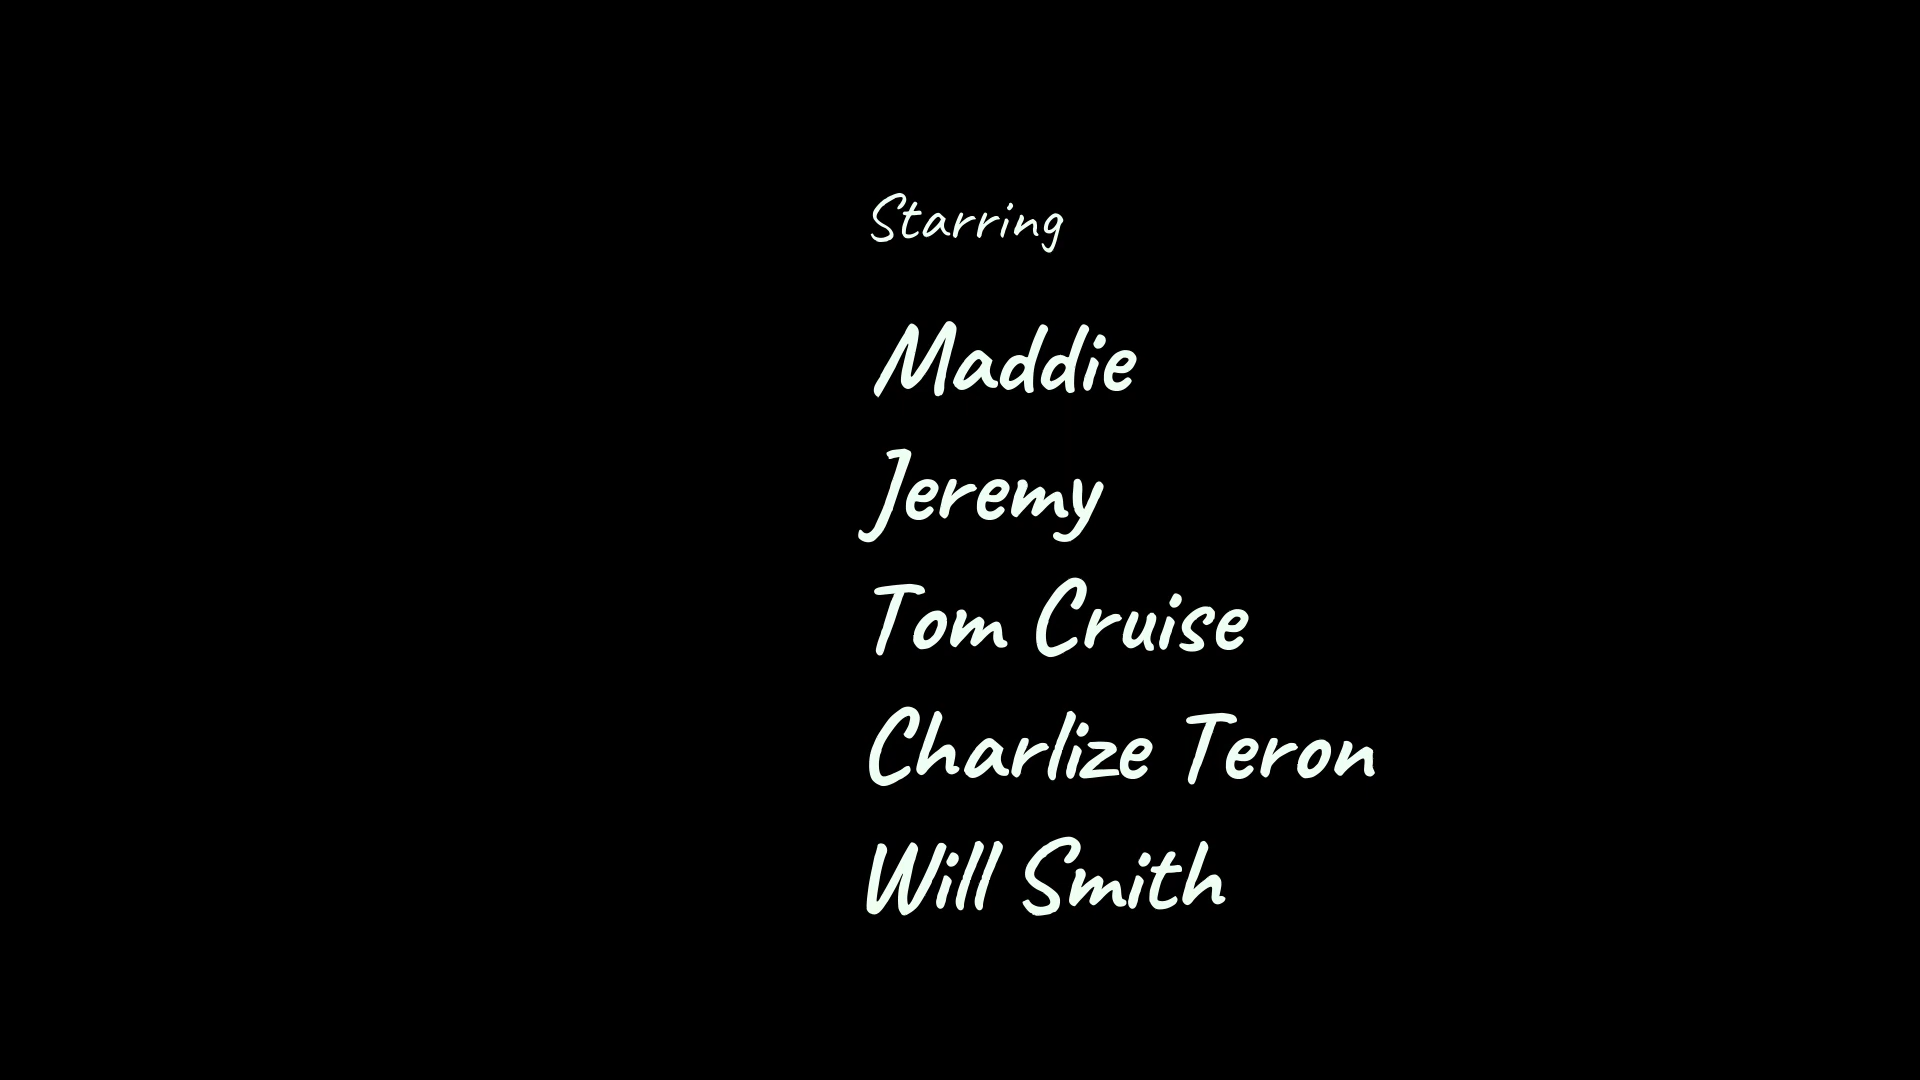 Starring
Maddie
Jeremy
Tom Cruise
Charlize Teron
Will Smith